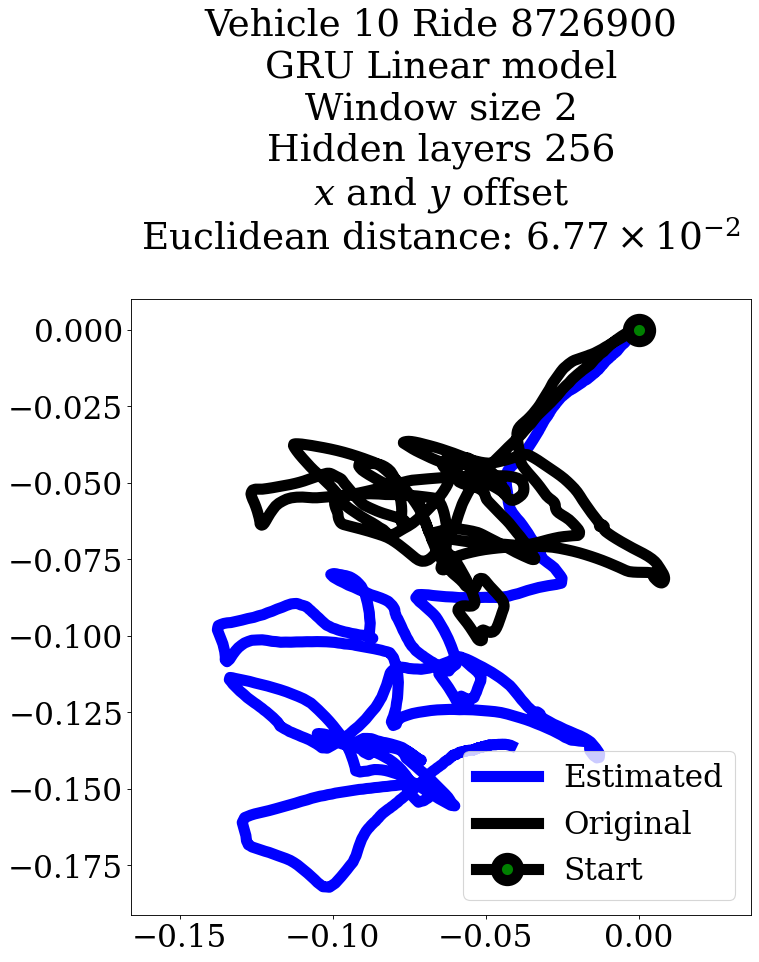 Vehicle 10 Ride 8726900
GRU Linear model
Window size 2
Hidden layers 256
x and y offset
Euclidean distance: 6.77 × 10⁻²
0.000
−0.025
−0.050
−0.075
−0.100
−0.125
−0.150
−0.175
Estimated
Original
Start
−0.15 −0.10 −0.05 0.00